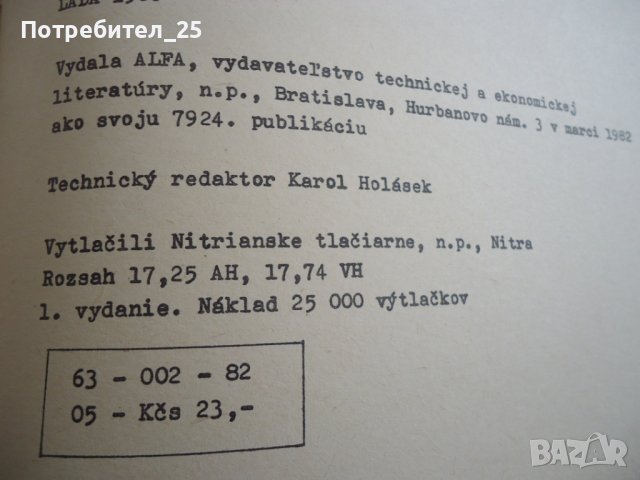 Потребител_25
Vydala ALFA, vydavateľstvo technickej a ekonomickej
literatúry, n.p., Bratislava, Hurbanovo nám. 3 v marci 1982
ako svoju 7924. publikáciu
Technický redaktor Karol Holásek
Vytlačili Nitrianske tlačiarne, n.p., Nitra
Rozsah 17,25 AH, 17,74 VH
1. vydanie. Náklad 25 000 výtlačkov
63 - 002 - 82
05 - Kčs 23,-
BAZAR